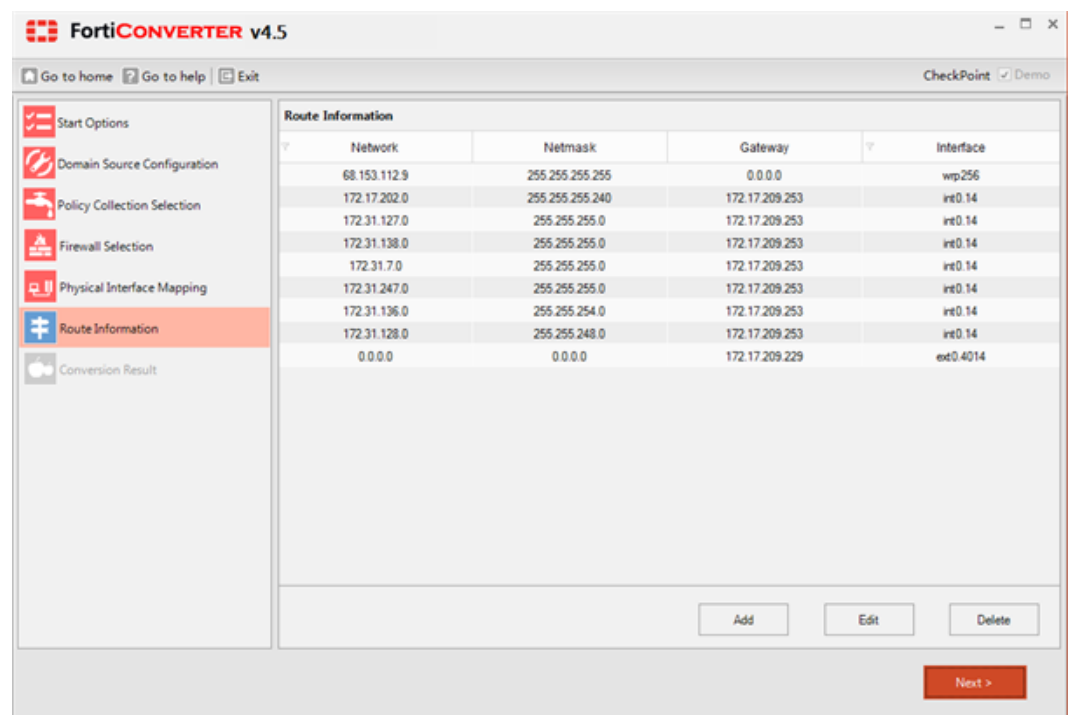 FORTICONVERTER v4.5
Go to home Go to help Exit
CheckPoint Demo
Start Options
Domain Source Configuration
Policy Collection Selection
Firewall Selection
Physical Interface Mapping
Route Information
Conversion Result
Route Information
Network Netmask Gateway Interface
68.153.112.9 255.255.255.255 0.0.0.0 wrp256
172.17.202.0 255.255.255.240 172.17.209.253 int0.14
172.31.127.0 255.255.255.0 172.17.209.253 int0.14
172.31.138.0 255.255.255.0 172.17.209.253 int0.14
172.31.7.0 255.255.255.0 172.17.209.253 int0.14
172.31.247.0 255.255.255.0 172.17.209.253 int0.14
172.31.136.0 255.255.254.0 172.17.209.253 int0.14
172.31.128.0 255.255.248.0 172.17.209.253 int0.14
0.0.0.0 0.0.0.0 172.17.209.229 ext0.4014
Add Edit Delete
Next >